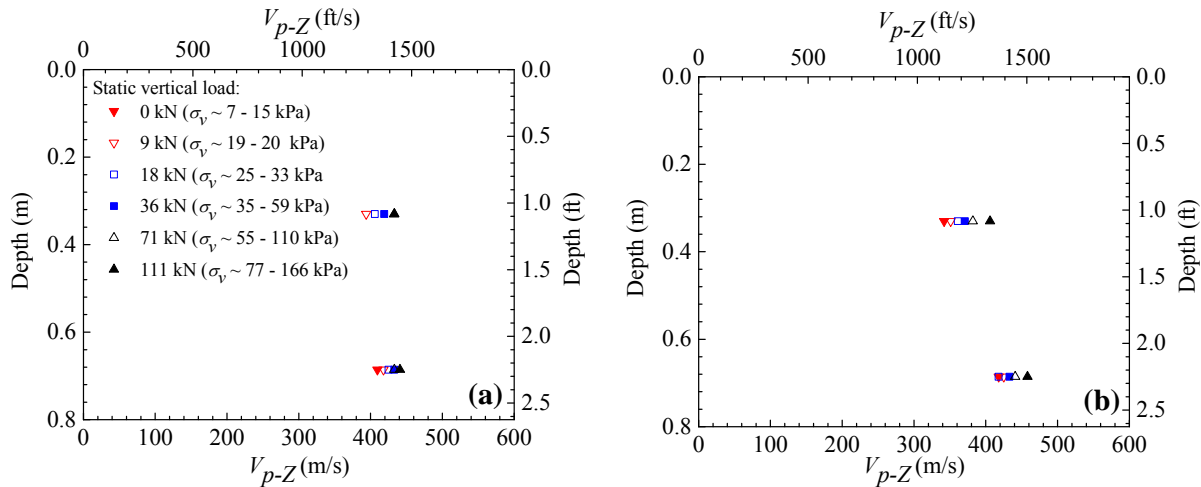 V_{p-Z} (ft/s)
0 500 1000 1500
0.0 0.2 0.4 0.6 0.8
Depth (m)
Static vertical load:
0 kN (σ_v ~ 7 - 15 kPa)
9 kN (σ_v ~ 19 - 20 kPa)
18 kN (σ_v ~ 25 - 33 kPa
36 kN (σ_v ~ 35 - 59 kPa)
71 kN (σ_v ~ 55 - 110 kPa)
111 kN (σ_v ~ 77 - 166 kPa)
(a)
0.0 0.5 1.0 1.5 2.0 2.5
Depth (ft)
0 100 200 300 400 500 600
V_{p-Z} (m/s)
V_{p-Z} (ft/s)
0 500 1000 1500
0.0 0.2 0.4 0.6 0.8
Depth (m)
(b)
0.0 0.5 1.0 1.5 2.0 2.5
Depth (ft)
0 100 200 300 400 500 600
V_{p-Z} (m/s)